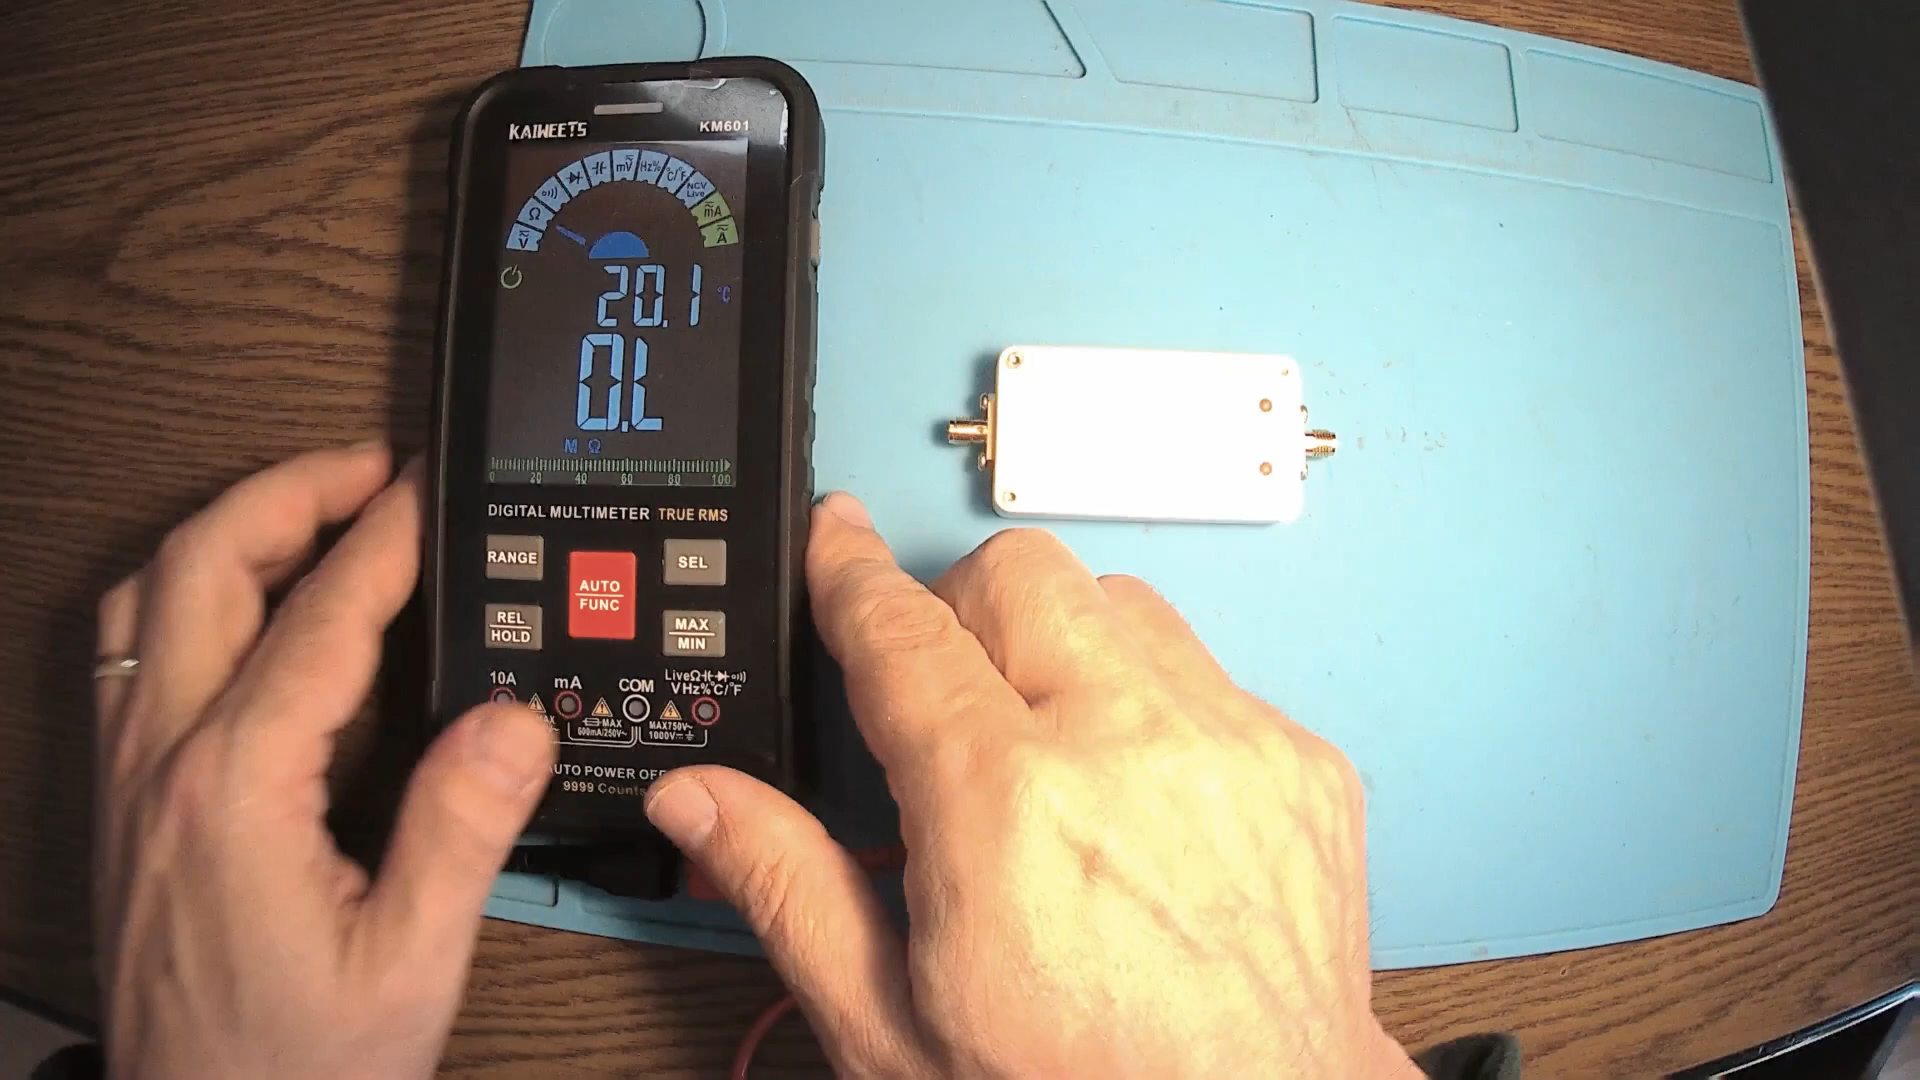 KAIWEETS KM601
V Ω mV Hz% °C/°F NCV Live mA A
20.1 °C
0.L
M Ω
0 20 40 60 80 100
DIGITAL MULTIMETER TRUE RMS
RANGE
AUTO
FUNC
SEL
REL
HOLD
MAX
MIN
10A mA COM LiveΩ
VHz%°C/°F
MAX
600mA/250V~
MAX750V~
1000V
AUTO POWER OFF
9999 Counts